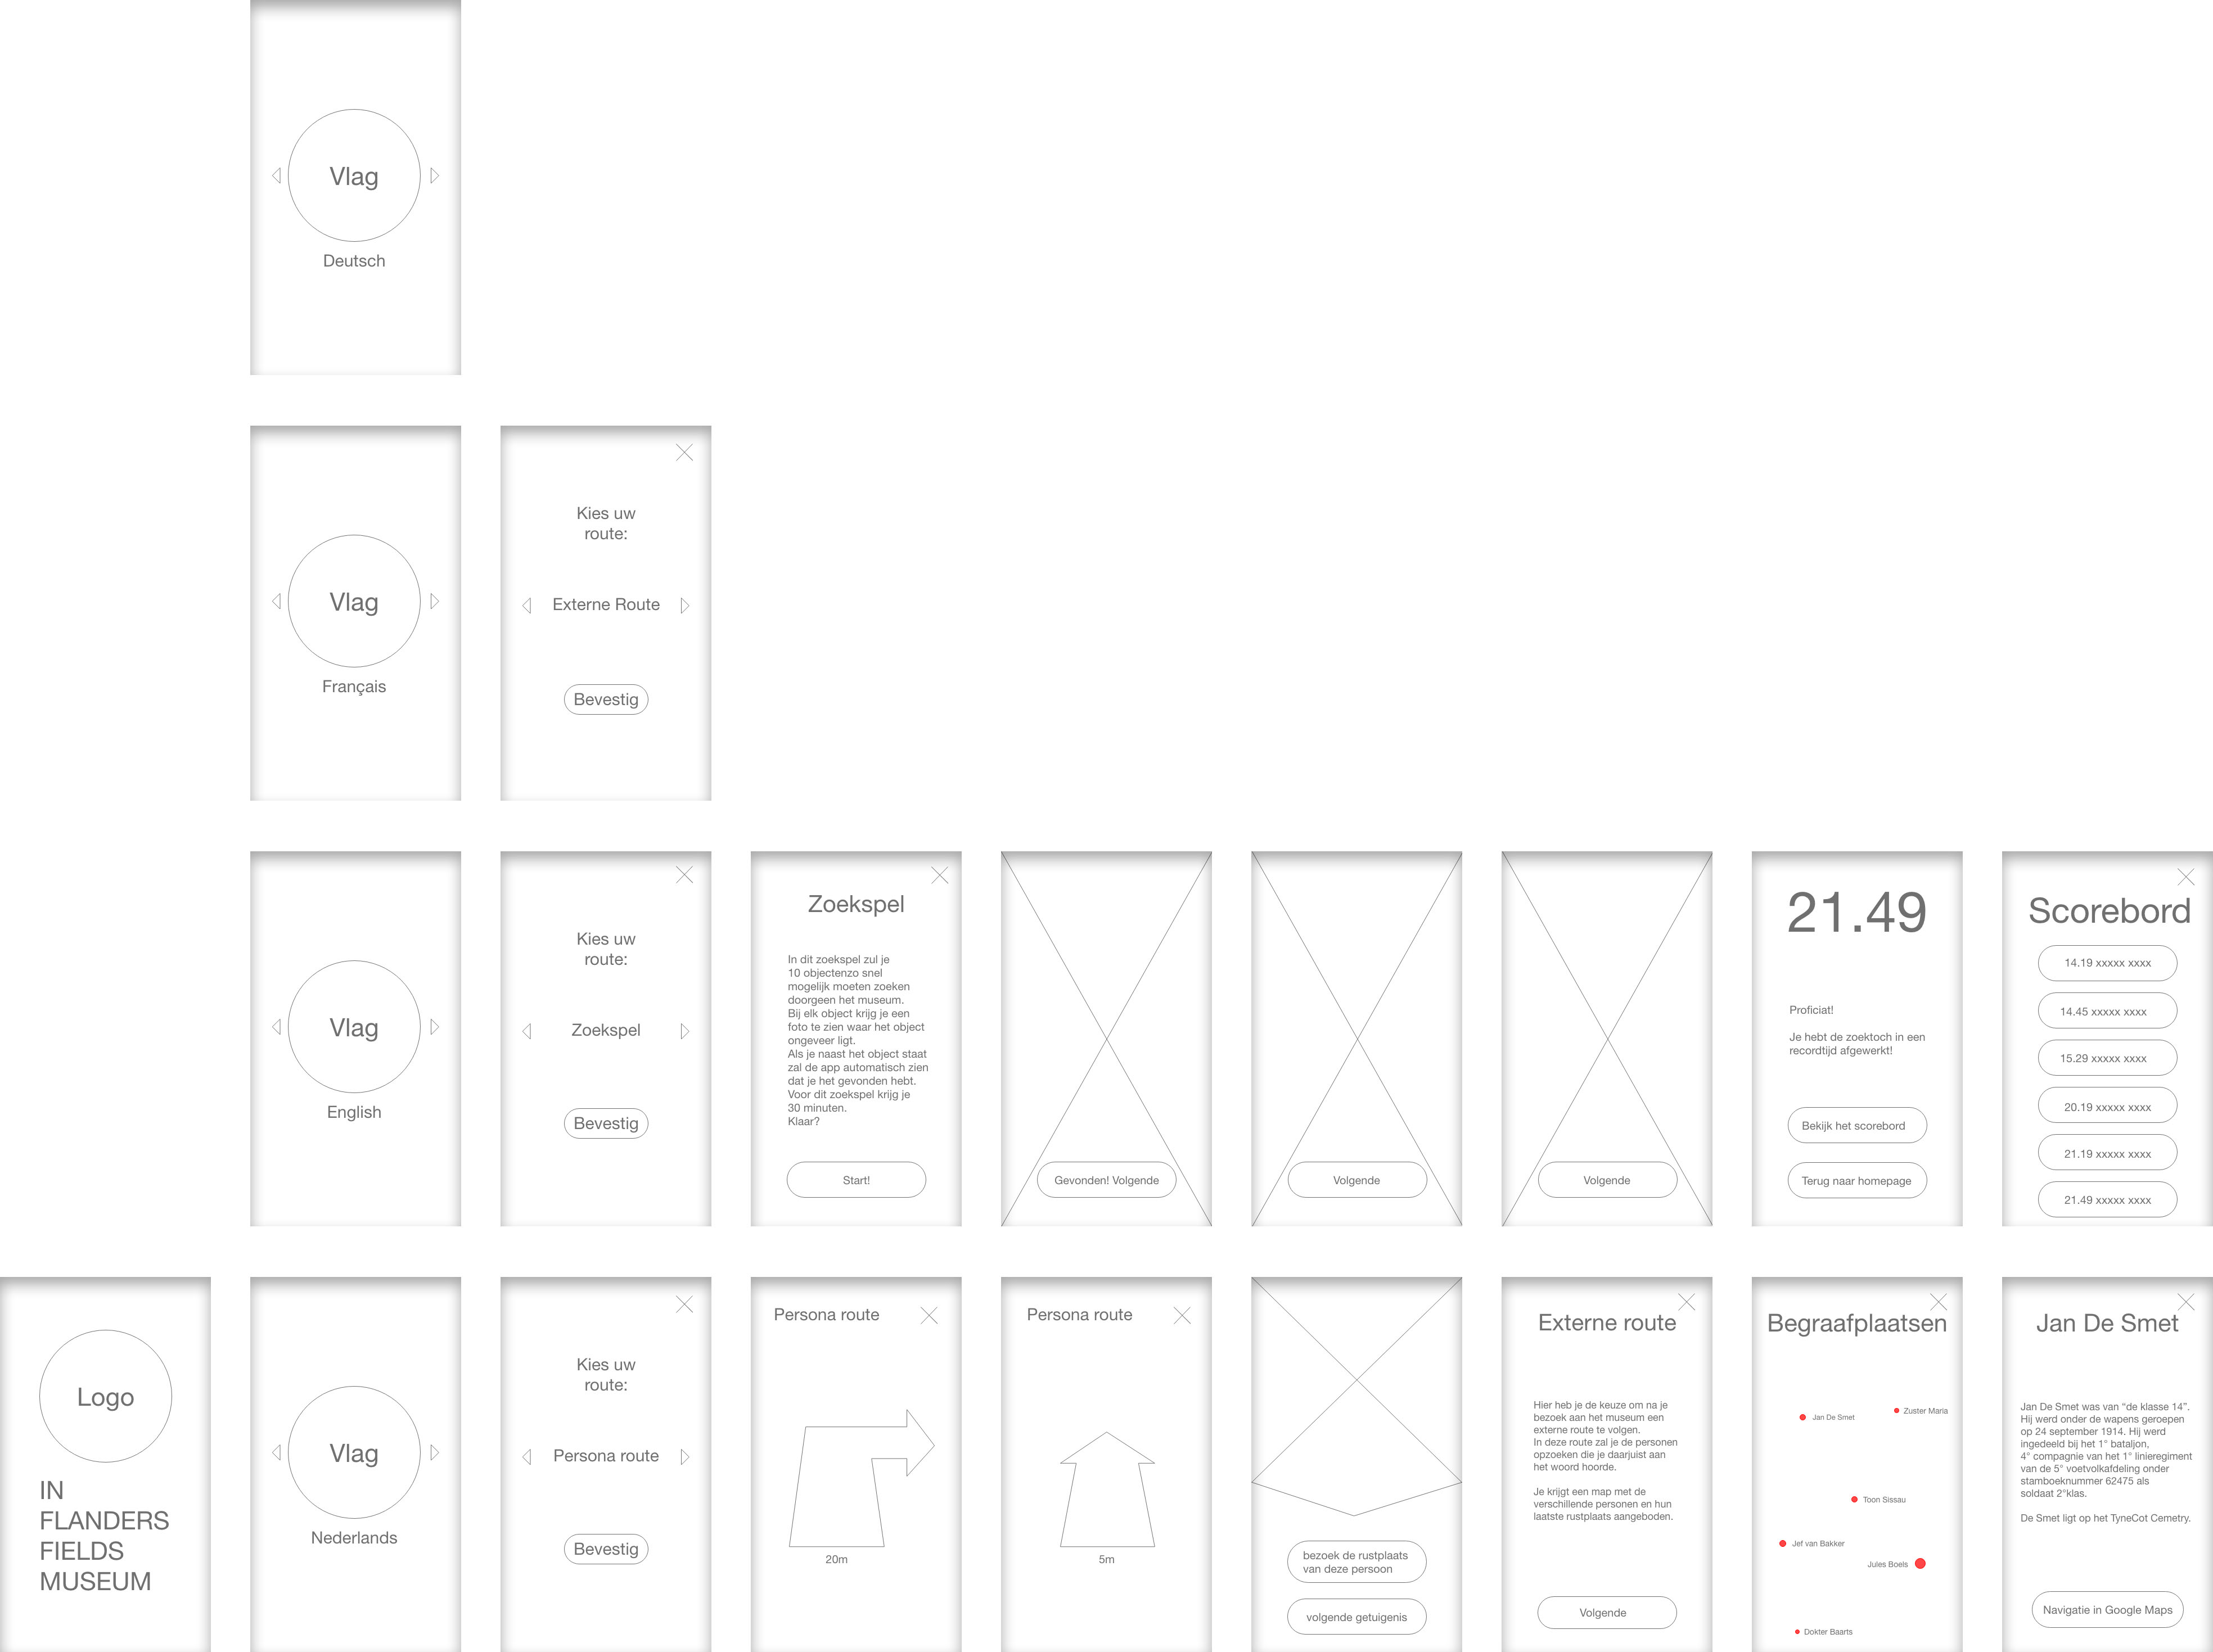 Vlag
Deutsch
Vlag
Français
Kies uw
route:
Externe Route
Bevestig
Vlag
English
Kies uw
route:
Zoekspel
Bevestig
Zoekspel
In dit zoekspel zul je
10 objectenzo snel
mogelijk moeten zoeken
doorgeen het museum.
Bij elk object krijg je een
foto te zien waar het object
ongeveer ligt.
Als je naast het object staat
zal de app automatisch zien
dat je het gevonden hebt.
Voor dit zoekspel krijg je
30 minuten.
Klaar?
Start!
Gevonden! Volgende
Volgende
Volgende
21.49
Proficiat!
Je hebt de zoektoch in een
recordtijd afgewerkt!
Bekijk het scorebord
Terug naar homepage
Scorebord
14.19 xxxxx xxxx
14.45 xxxxx xxxx
15.29 xxxxx xxxx
20.19 xxxxx xxxx
21.19 xxxxx xxxx
21.49 xxxxx xxxx
Logo
IN
FLANDERS
FIELDS
MUSEUM
Vlag
Nederlands
Kies uw
route:
Persona route
Bevestig
Persona route
20m
Persona route
5m
bezoek de rustplaats
van deze persoon
volgende getuigenis
Externe route
Hier heb je de keuze om na je
bezoek aan het museum een
externe route te volgen.
In deze route zal je de personen
opzoeken die je daarjuist aan
het woord hoorde.
Je krijgt een map met de
verschillende personen en hun
laatste rustplaats aangeboden.
Volgende
Begraafplaatsen
Zuster Maria
Jan De Smet
Toon Sissau
Jef van Bakker
Jules Boels
Dokter Baarts
Jan De Smet
Jan De Smet was van “de klasse 14”.
Hij werd onder de wapens geroepen
op 24 september 1914. Hij werd
ingedeeld bij het 1° bataljon,
4° compagnie van het 1° linieregiment
van de 5° voetvolkafdeling onder
stamboeknummer 62475 als
soldaat 2°klas.
De Smet ligt op het TyneCot Cemetry.
Navigatie in Google Maps